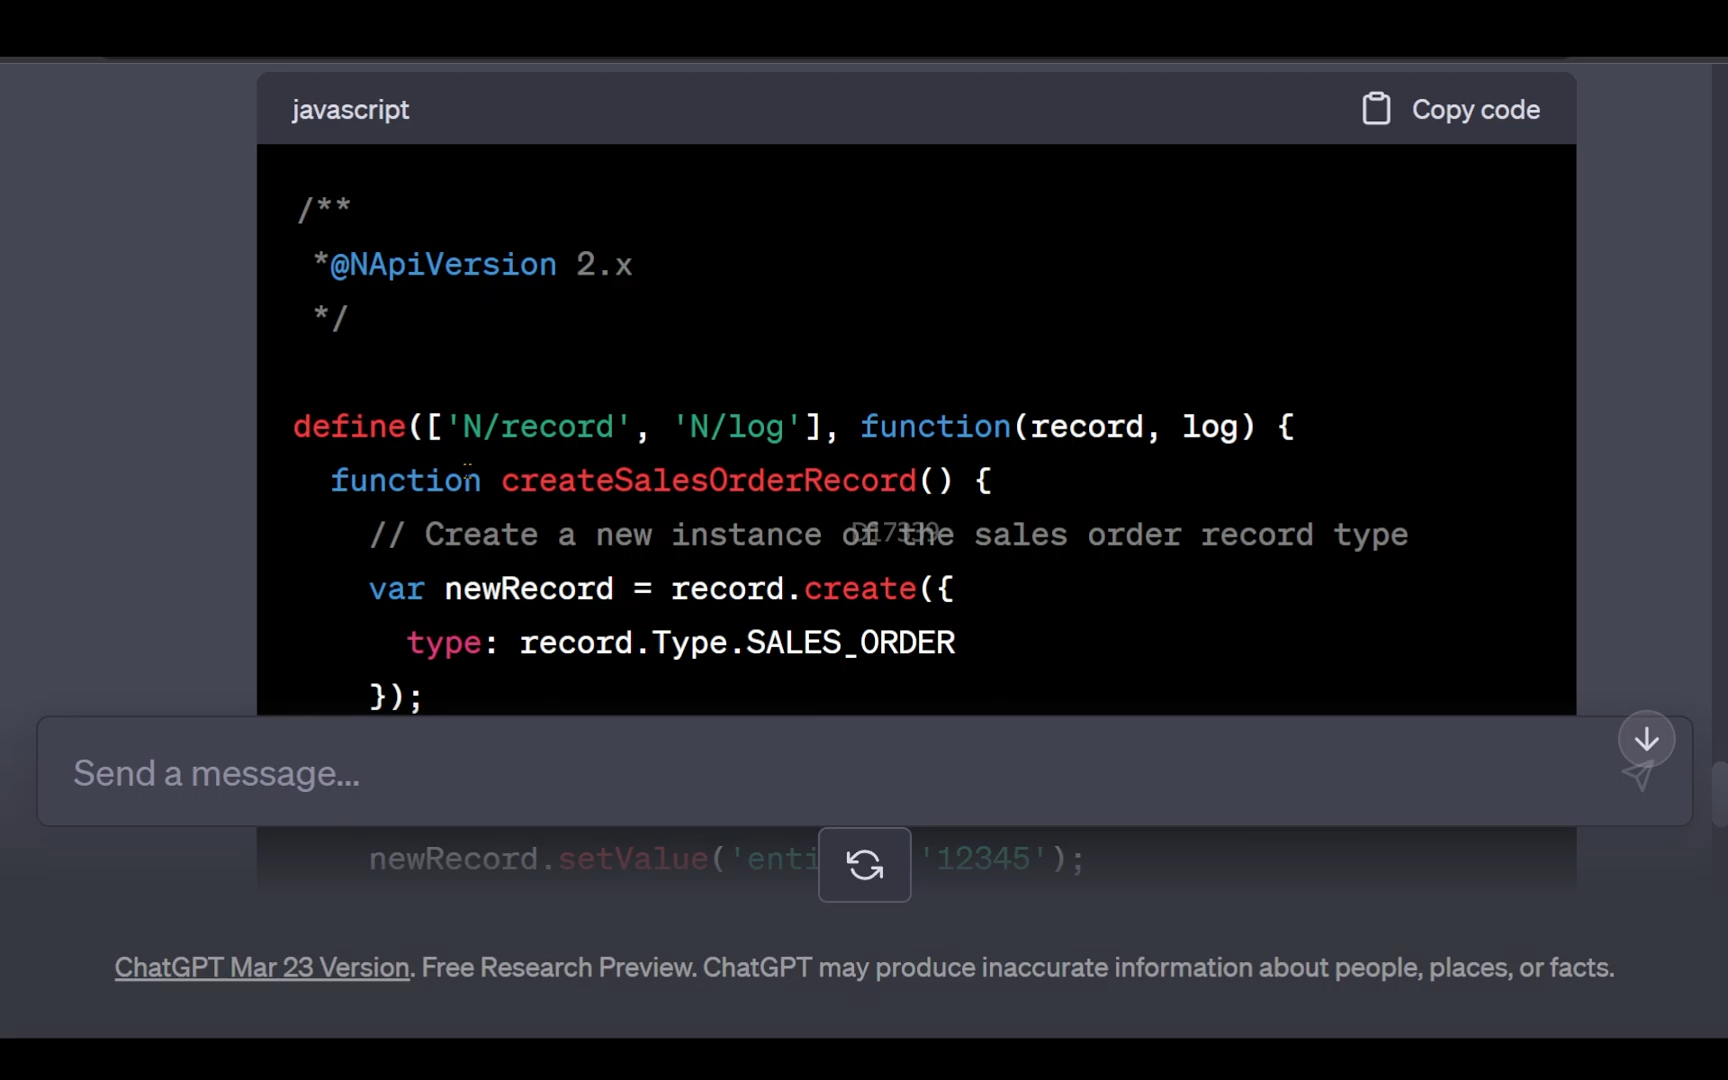 javascript
Copy code
/**
*@NApiVersion 2.x
*/
define(['N/record', 'N/log'], function(record, log) {
function createSalesOrderRecord() {
// Create a new instance of the sales order record type
D17339
var newRecord = record.create({
type: record.Type.SALES_ORDER
});
Send a message...
newRecord.setValue('enti '12345');
ChatGPT Mar 23 Version. Free Research Preview. ChatGPT may produce inaccurate information about people, places, or facts.